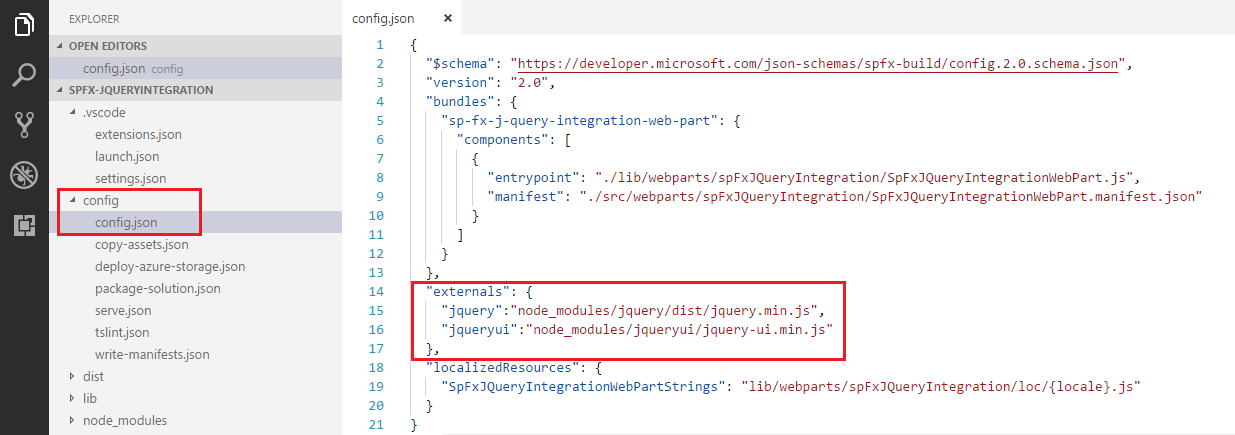 EXPLORER
OPEN EDITORS
config.json config
SPFX-JQUERYINTEGRATION
.vscode
extensions.json
launch.json
settings.json
config
config.json
copy-assets.json
deploy-azure-storage.json
package-solution.json
serve.json
tslint.json
write-manifests.json
dist
lib
node_modules
config.json ×
1 {
2 "$schema": "https://developer.microsoft.com/json-schemas/spfx-build/config.2.0.schema.json",
3 "version": "2.0",
4 "bundles": {
5 "sp-fx-j-query-integration-web-part": {
6 "components": [
7 {
8 "entrypoint": "./lib/webparts/spFxJQueryIntegration/SpFxJQueryIntegrationWebPart.js",
9 "manifest": "./src/webparts/spFxJQueryIntegration/SpFxJQueryIntegrationWebPart.manifest.json"
10 }
11 ]
12 }
13 },
14 "externals": {
15 "jquery":"node_modules/jquery/dist/jquery.min.js",
16 "jqueryui":"node_modules/jqueryui/jquery-ui.min.js"
17 },
18 "localizedResources": {
19 "SpFxJQueryIntegrationWebPartStrings": "lib/webparts/spFxJQueryIntegration/loc/{locale}.js"
20 }
21 }